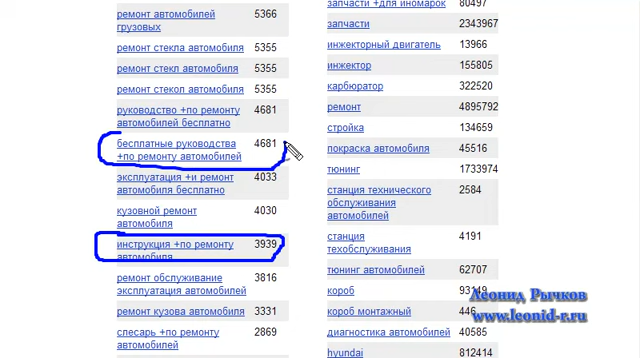 ремонт автомобилей 5366
грузовых
ремонт стекла автомобиля 5355
ремонт стекл автомобиля 5355
ремонт стекол автомобиля 5355
руководство +по ремонту 4681
автомобилей бесплатно
бесплатные руководства 4681
+по ремонту автомобилей
эксплуатация +и ремонт 4033
автомобиля бесплатно
кузовной ремонт 4030
автомобиля
инструкция +по ремонту 3939
автомобиля
ремонт обслуживание 3816
эксплуатация автомобилей
ремонт кузова автомобиля 3331
слесарь +по ремонту 2869
автомобилей
запчасти +для иномарок 80497
запчасти 2343967
инжекторный двигатель 13966
инжектор 155805
карбюратор 322520
ремонт 4895792
стройка 134659
покраска автомобиля 45516
тюнинг 1733974
станция технического 2584
обслуживания
автомобилей
станция 4191
техобслуживания
тюнинг автомобилей 62707
короб 93149
короб монтажный 446
диагностика автомобилей 40585
hyundai 812414
Леонид Рычков
www.leonid-r.ru